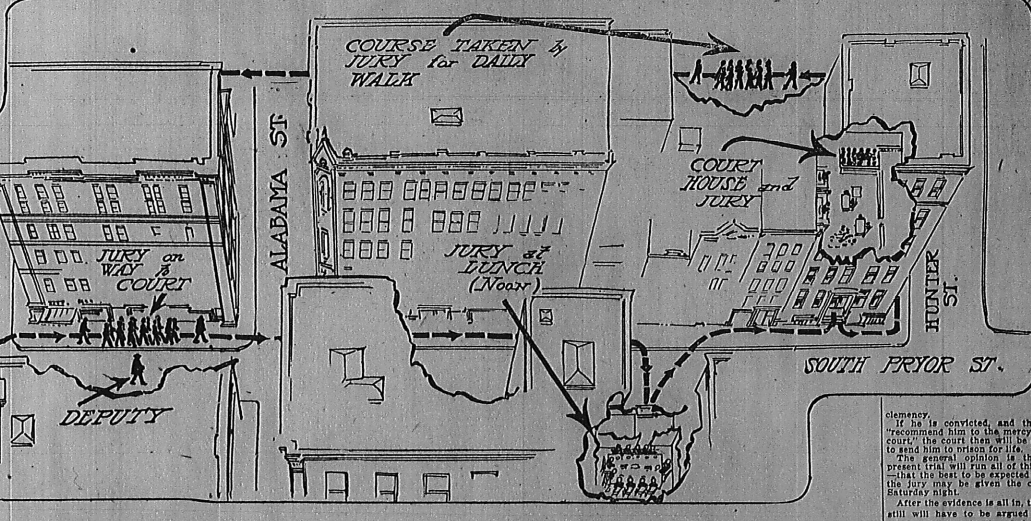 COURSE TAKEN by
JURY for DAILY
WALK
ALABAMA ST
COURT
HOUSE and
JURY
JURY on
WAY to
COURT
JURY at
LUNCH
(Noon)
HUNTER
ST.
SOUTH PRYOR ST.
DEPUTY
clemency.
If he is convicted, and
"recommend him to the mercy
court," the court then will be
to send him to prison for life.
The general opinion is
present trial will run all of
—that the best to be expected
the jury may be given the
Saturday night.
After the evidence is all in,
still will have to be argued